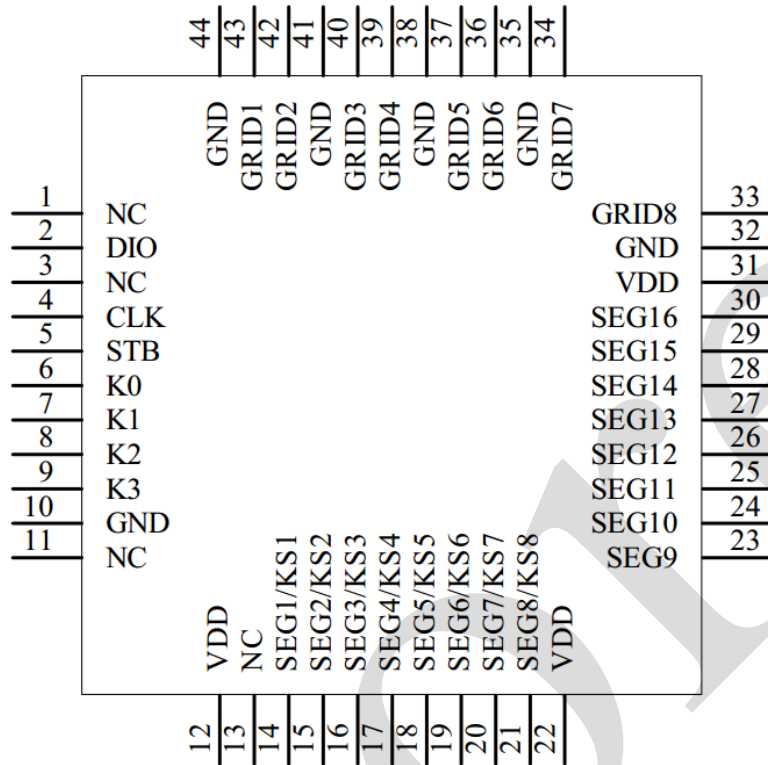 44 43 42 41 40 39 38 37 36 35 34
GND GRID1 GRID2 GND GRID3 GRID4 GND GRID5 GRID6 GND GRID7
1 NC GRID8 33
2 DIO GND 32
3 NC VDD 31
4 CLK SEG16 30
5 STB SEG15 29
6 K0 SEG14 28
7 K1 SEG13 27
8 K2 SEG12 26
9 K3 SEG11 25
10 GND SEG10 24
11 NC SEG9 23
VDD NC SEG1/KS1 SEG2/KS2 SEG3/KS3 SEG4/KS4 SEG5/KS5 SEG6/KS6 SEG7/KS7 SEG8/KS8 VDD
12 13 14 15 16 17 18 19 20 21 22